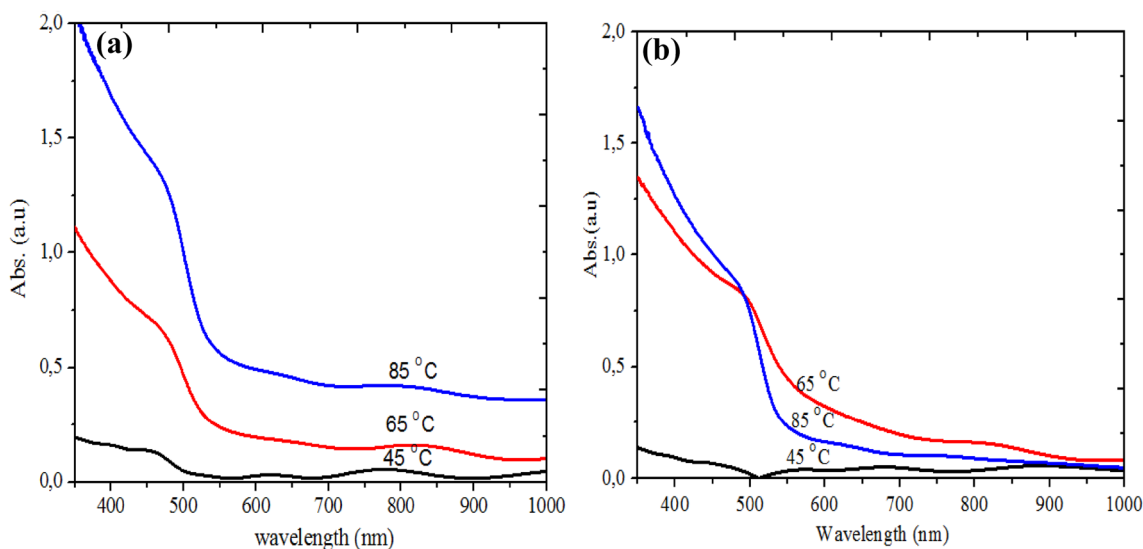 (a)
2,0
1,5
1,0
0,5
0,0
Abs. (a.u)
85 °C
65 °C
45 °C
400 500 600 700 800 900 1000
wavelength (nm)
(b)
2,0
1,5
1,0
0,5
0,0
Abs.(a.u)
65 °C
85 °C
45 °C
400 500 600 700 800 900 1000
Wavelength (nm)